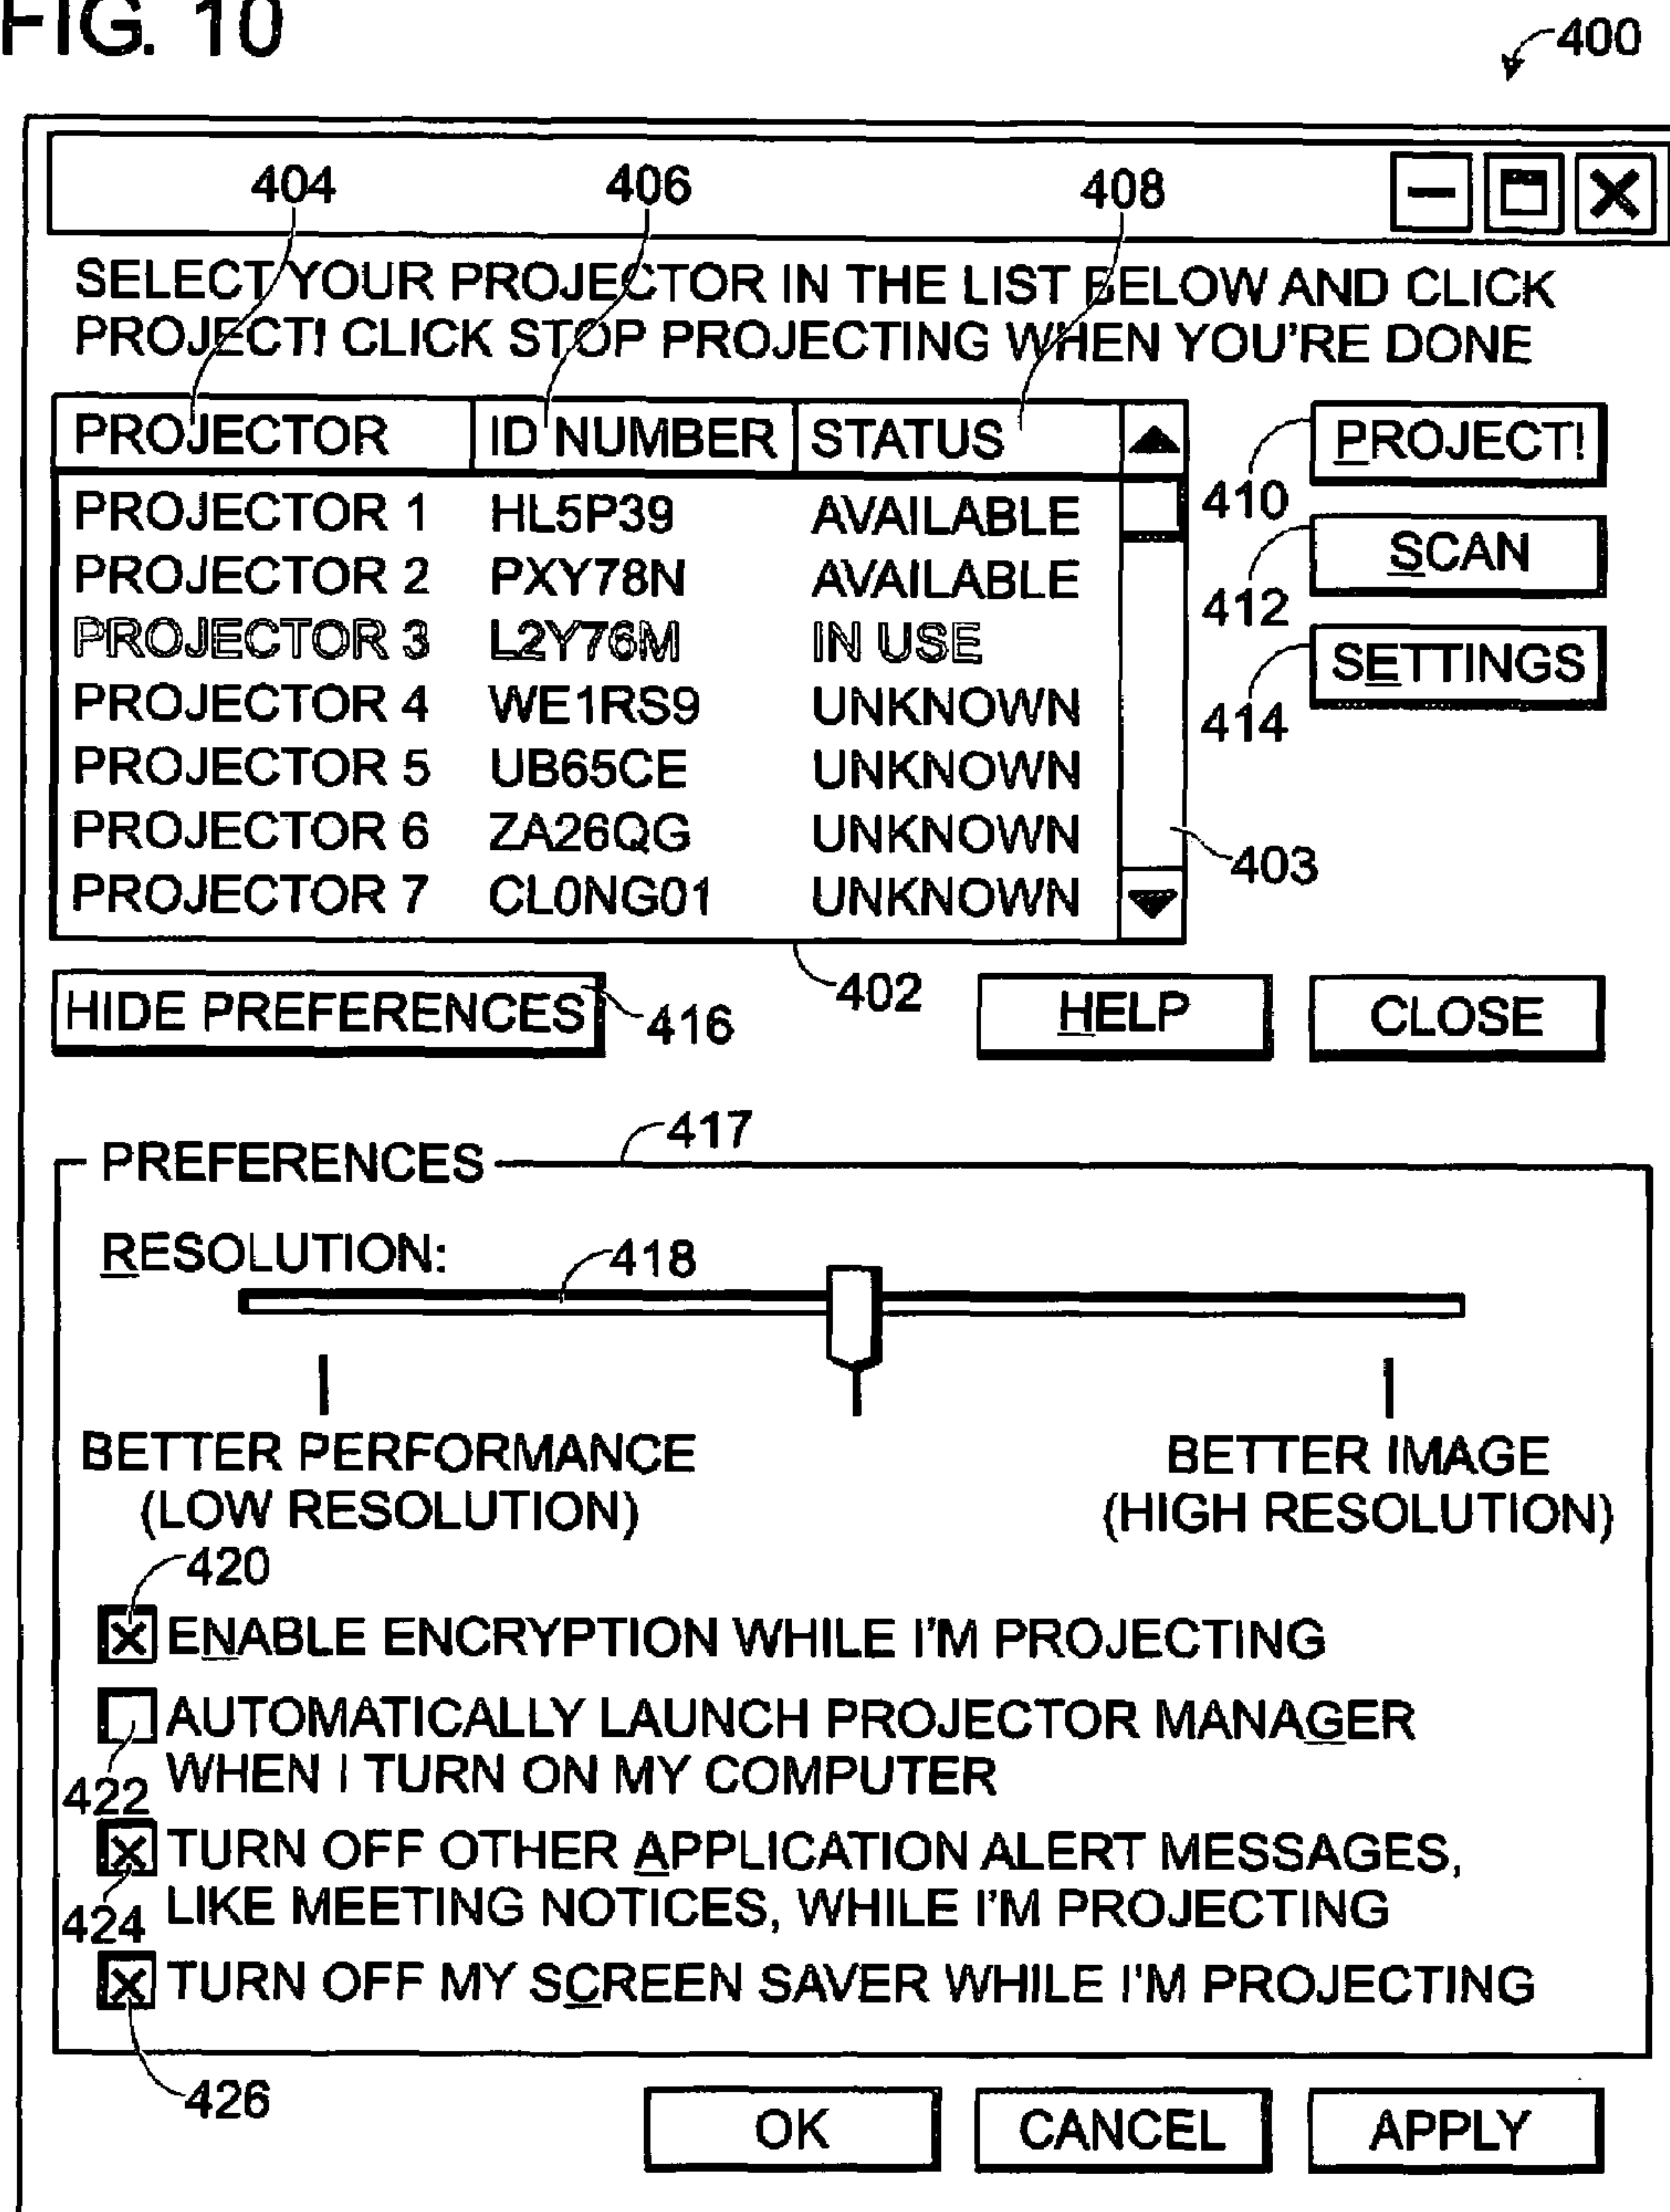 FIG. 10
400
404 406 408
SELECT YOUR PROJECTOR IN THE LIST BELOW AND CLICK
PROJECT! CLICK STOP PROJECTING WHEN YOU'RE DONE
PROJECTOR ID NUMBER STATUS
PROJECTOR 1 HL5P39 AVAILABLE
PROJECTOR 2 PXY78N AVAILABLE
PROJECTOR 3 L2Y76M IN USE
PROJECTOR 4 WE1RS9 UNKNOWN
PROJECTOR 5 UB65CE UNKNOWN
PROJECTOR 6 ZA26QG UNKNOWN
PROJECTOR 7 CL0NG01 UNKNOWN
PROJECT!
410
SCAN
412
SETTINGS
414
403
402
HIDE PREFERENCES 416 HELP CLOSE
417
PREFERENCES
RESOLUTION: 418
BETTER PERFORMANCE BETTER IMAGE
(LOW RESOLUTION) (HIGH RESOLUTION)
420
ENABLE ENCRYPTION WHILE I'M PROJECTING
AUTOMATICALLY LAUNCH PROJECTOR MANAGER
WHEN I TURN ON MY COMPUTER
422
TURN OFF OTHER APPLICATION ALERT MESSAGES,
LIKE MEETING NOTICES, WHILE I'M PROJECTING
424
TURN OFF MY SCREEN SAVER WHILE I'M PROJECTING
426
OK CANCEL APPLY